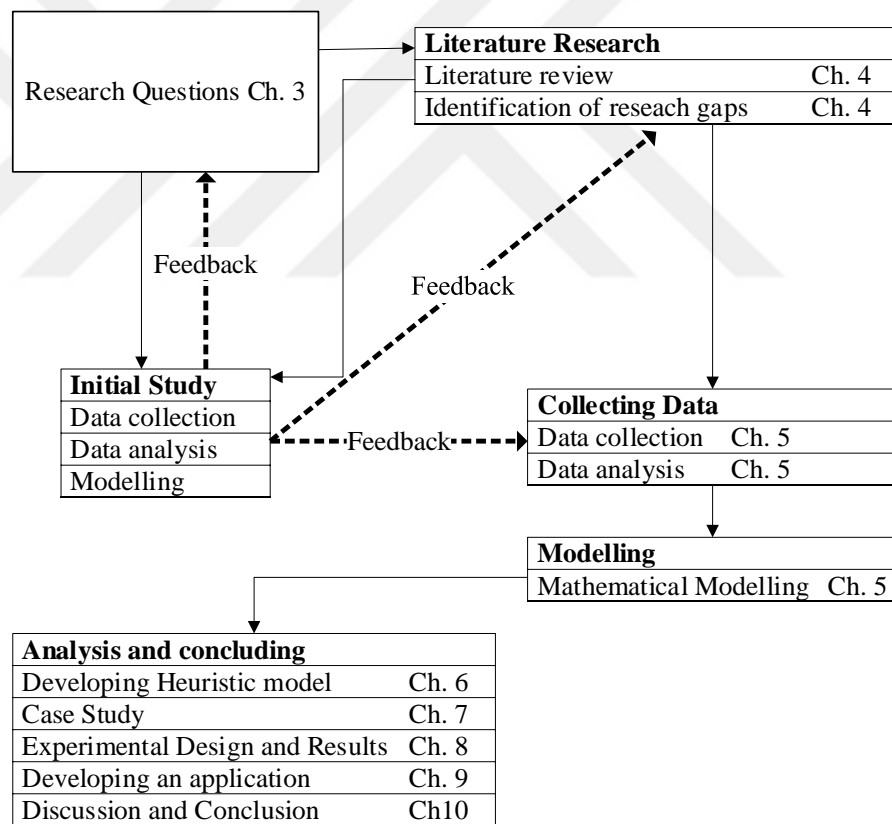 Research Questions Ch. 3
Literature Research
Literature review Ch. 4
Identification of reseach gaps Ch. 4
Feedback
Feedback
Initial Study
Data collection
Data analysis
Modelling
Feedback
Collecting Data
Data collection Ch. 5
Data analysis Ch. 5
Modelling
Mathematical Modelling Ch. 5
Analysis and concluding
Developing Heuristic model Ch. 6
Case Study Ch. 7
Experimental Design and Results Ch. 8
Developing an application Ch. 9
Discussion and Conclusion Ch10